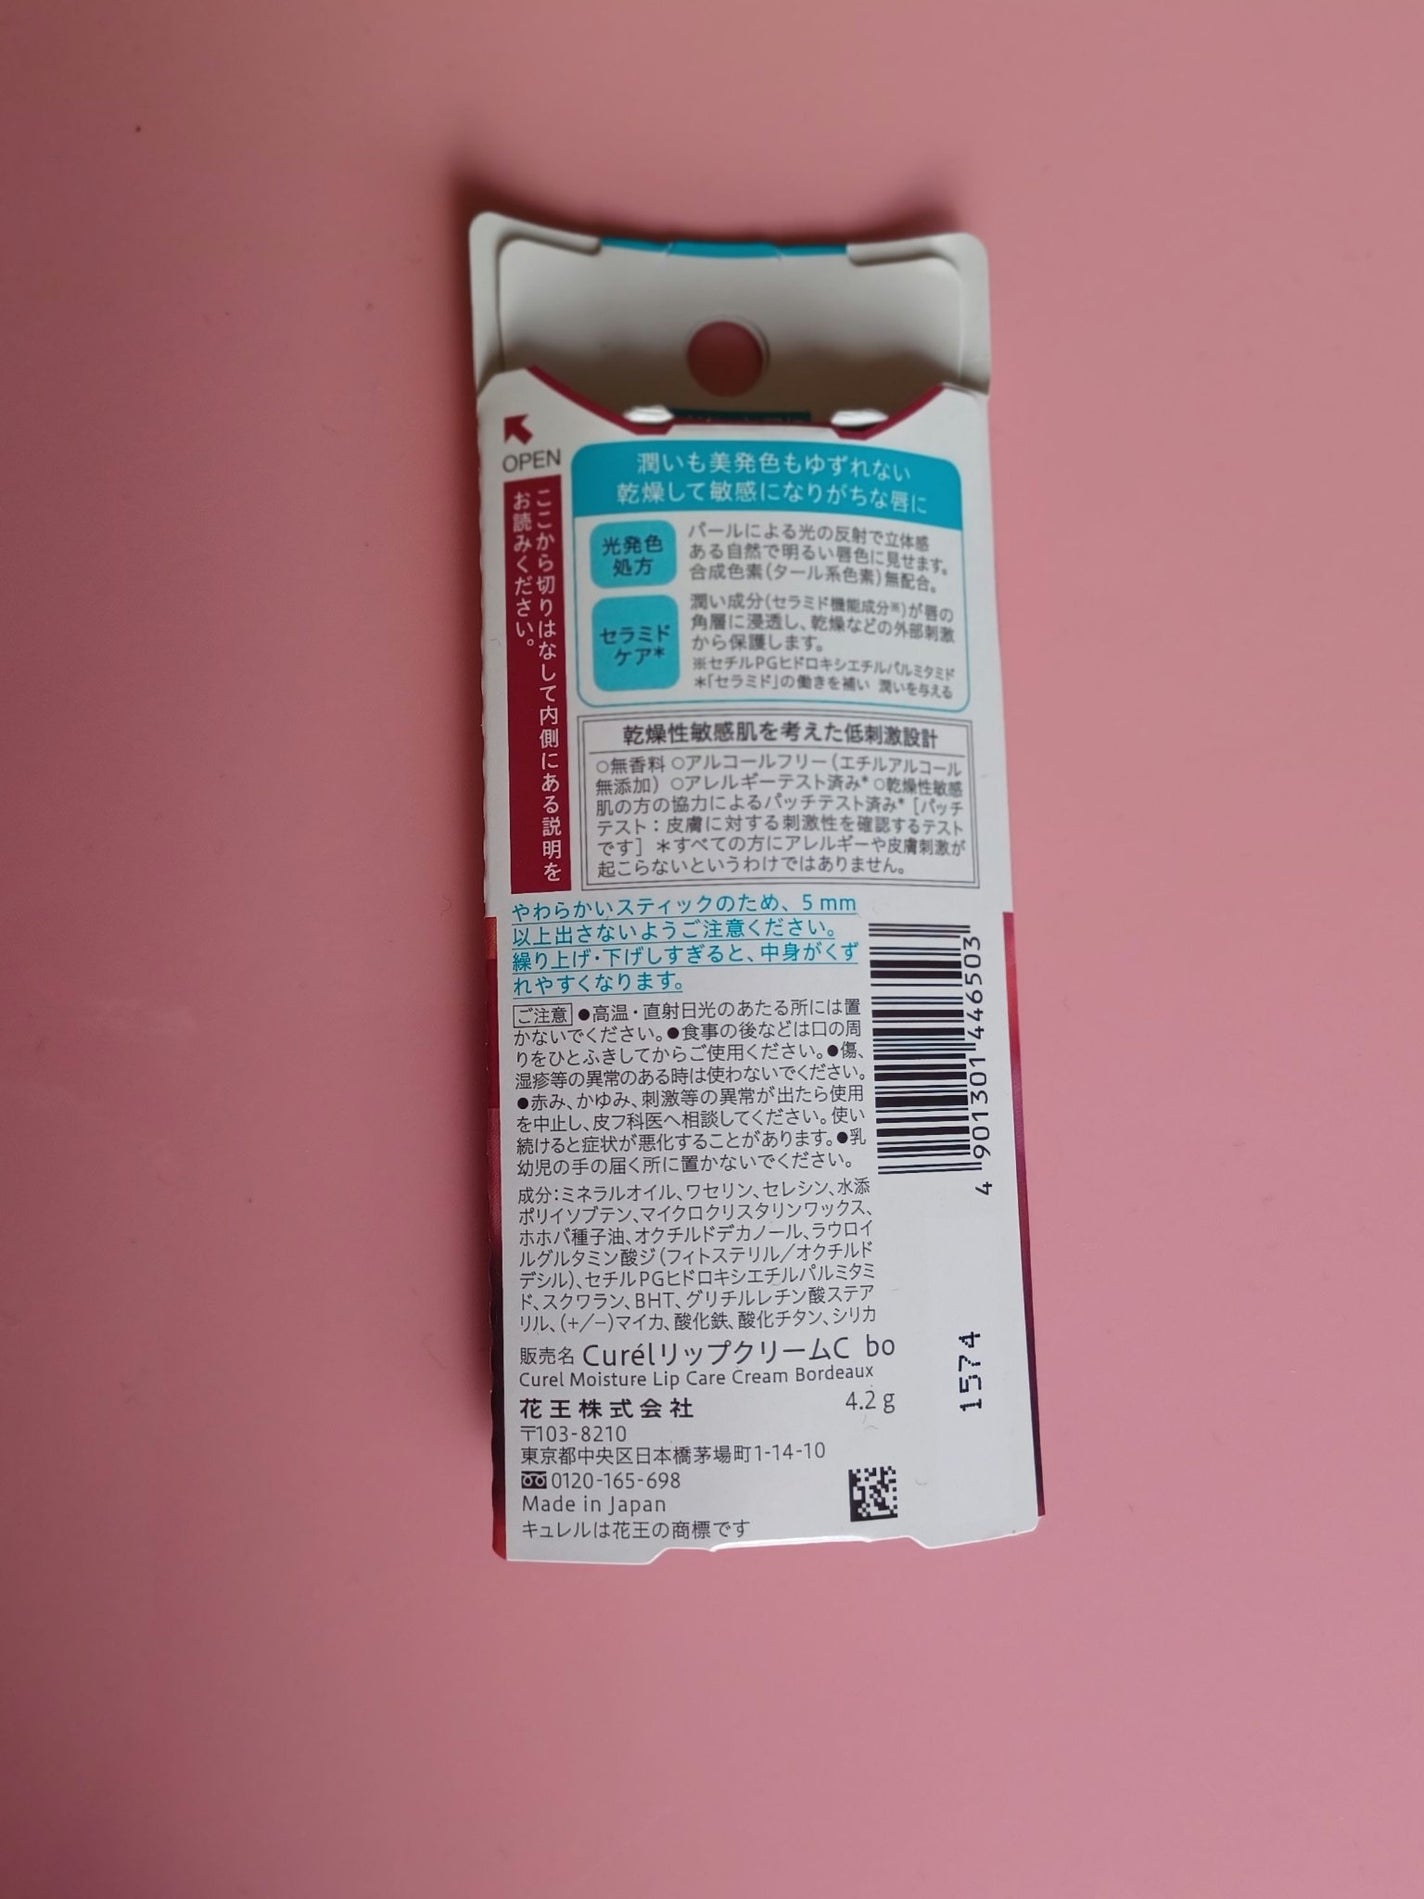 OPEN
ここから切りはなして内側にある説明を
お読みください。
潤いも美発色もゆずれない
乾燥して敏感になりがちな唇に
光発色
処方
パールによる光の反射で立体感
ある自然で明るい唇色に見せます。
合成色素(タール系色素)無配合。
セラミド
ケア*
潤い成分(セラミド機能成分※)が唇の
角層に浸透し、乾燥などの外部刺激
から保護します。
※セチルPGヒドロキシエチルパルミタミド
*「セラミド」の働きを補い 潤いを与える
乾燥性敏感肌を考えた低刺激設計
○無香料 ○アルコールフリー(エチルアルコール
無添加) ○アレルギーテスト済み* ○乾燥性敏感
肌の方の協力によるパッチテスト済み* [パッチ
テスト:皮膚に対する刺激性を確認するテスト
です] *すべての方にアレルギーや皮膚刺激が
起こらないというわけではありません。
やわらかいスティックのため、5mm
以上出さないようご注意ください。
繰り上げ・下げしすぎると、中身がくず
れやすくなります。
ご注意 ●高温・直射日光のあたる所には置
かないでください。●食事の後などは口の周
りをひとふきしてからご使用ください。●傷、
湿疹等の異常のある時は使わないでください。
●赤み、かゆみ、刺激等の異常が出たら使用
を中止し、皮フ科医へ相談してください。使い
続けると症状が悪化することがあります。●乳
幼児の手の届く所に置かないでください。
成分:ミネラルオイル、ワセリン、セレシン、水添
ポリイソブテン、マイクロクリスタリンワックス、
ホホバ種子油、オクチルドデカノール、ラウロイ
ルグルタミン酸ジ(フィトステリル/オクチルド
デシル)、セチルPGヒドロキシエチルパルミタミ
ド、スクワラン、BHT、グリチルレチン酸ステア
リル、(+/-)マイカ、酸化鉄、酸化チタン、シリカ
販売名 CurélリップクリームC bo
Curel Moisture Lip Care Cream Bordeaux
花王株式会社 4.2g
〒103-8210
東京都中央区日本橋茅場町1-14-10
0120-165-698
Made in Japan
キュレルは花王の商標です
4 901301 446503
1574